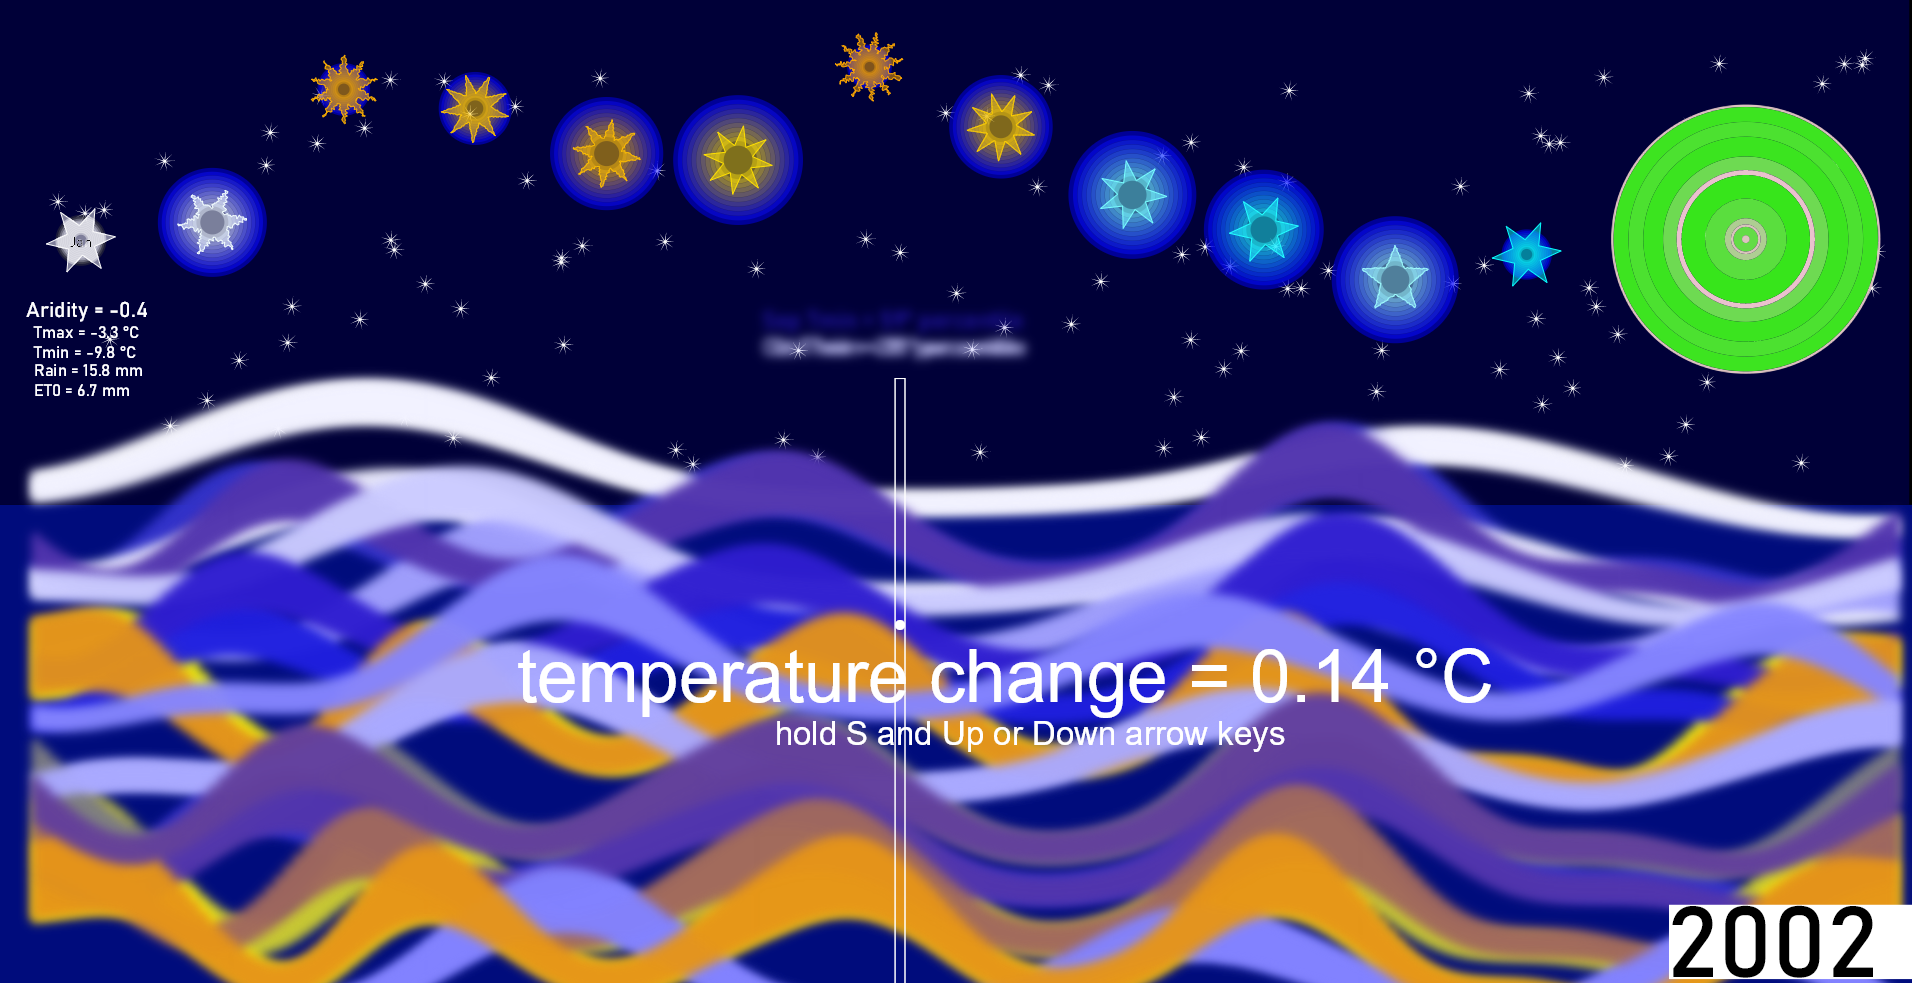 Jan
Aridity = -0.4
Tmax = -3.3 °C
Tmin = -9.8 °C
Rain = 15.8 mm
ET0 = 6.7 mm
temperature change = 0.14 °C
hold S and Up or Down arrow keys
2002